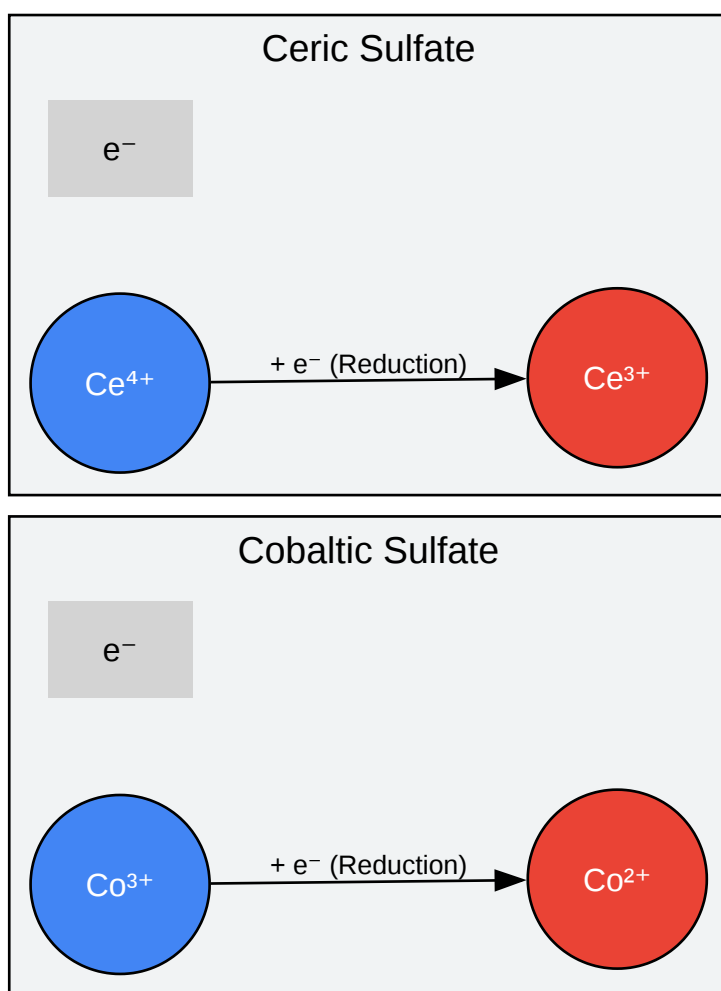 Ceric Sulfate
e⁻
+ e⁻ (Reduction)
Ce⁴⁺
Ce³⁺
Cobaltic Sulfate
e⁻
+ e⁻ (Reduction)
Co³⁺
Co²⁺